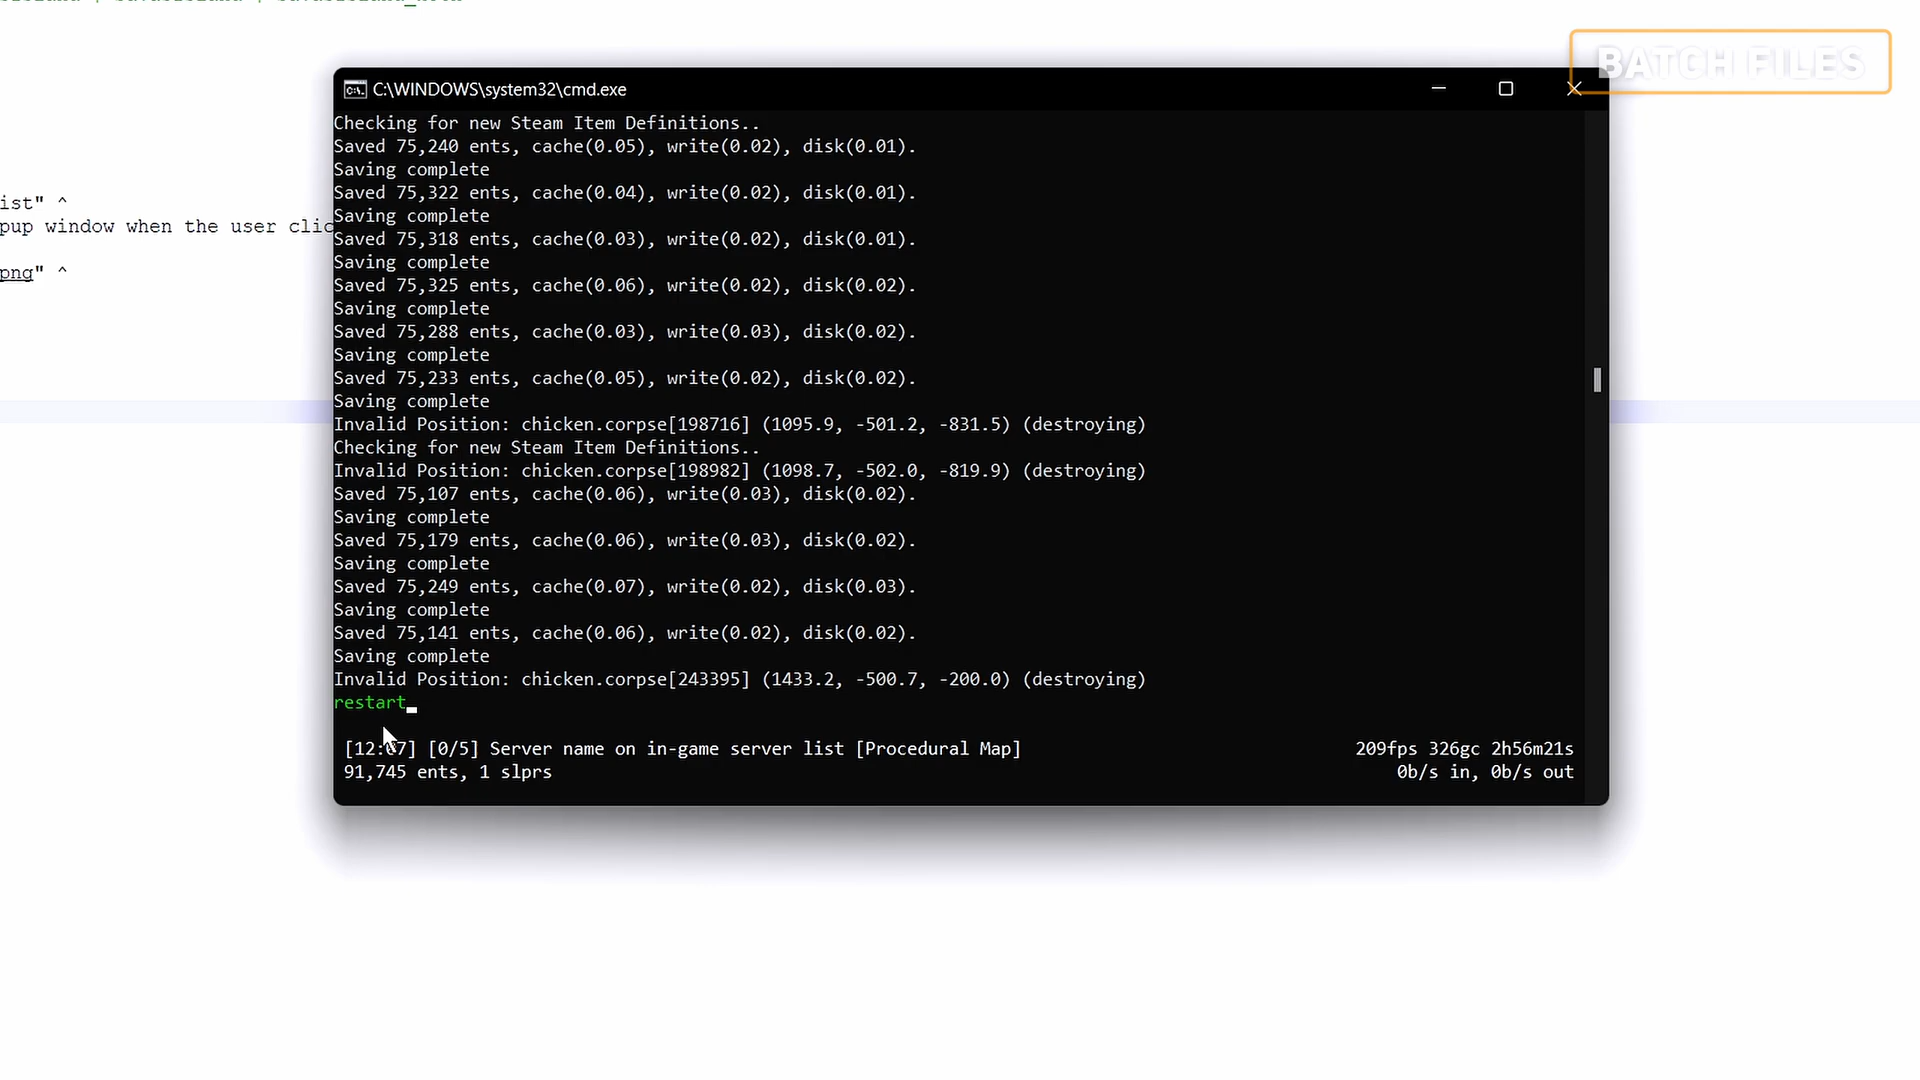 BATCH FILES
C:\WINDOWS\system32\cmd.exe
Checking for new Steam Item Definitions..
Saved 75,240 ents, cache(0.05), write(0.02), disk(0.01).
Saving complete
Saved 75,322 ents, cache(0.04), write(0.02), disk(0.01).
Saving complete
ist" ^
Saved 75,318 ents, cache(0.03), write(0.02), disk(0.01).
pup window when the user clic
Saving complete
png" ^
Saved 75,325 ents, cache(0.06), write(0.02), disk(0.02).
Saving complete
Saved 75,288 ents, cache(0.03), write(0.03), disk(0.02).
Saving complete
Saved 75,233 ents, cache(0.05), write(0.02), disk(0.02).
Saving complete
Invalid Position: chicken.corpse[198716] (1095.9, -501.2, -831.5) (destroying)
Checking for new Steam Item Definitions..
Invalid Position: chicken.corpse[198982] (1098.7, -502.0, -819.9) (destroying)
Saved 75,107 ents, cache(0.06), write(0.03), disk(0.02).
Saving complete
Saved 75,179 ents, cache(0.06), write(0.03), disk(0.02).
Saving complete
Saved 75,249 ents, cache(0.07), write(0.02), disk(0.03).
Saving complete
Saved 75,141 ents, cache(0.06), write(0.02), disk(0.02).
Saving complete
Invalid Position: chicken.corpse[243395] (1433.2, -500.7, -200.0) (destroying)
restart
[12:07] [0/5] Server name on in-game server list [Procedural Map] 209fps 326gc 2h56m21s
91,745 ents, 1 slprs 0b/s in, 0b/s out